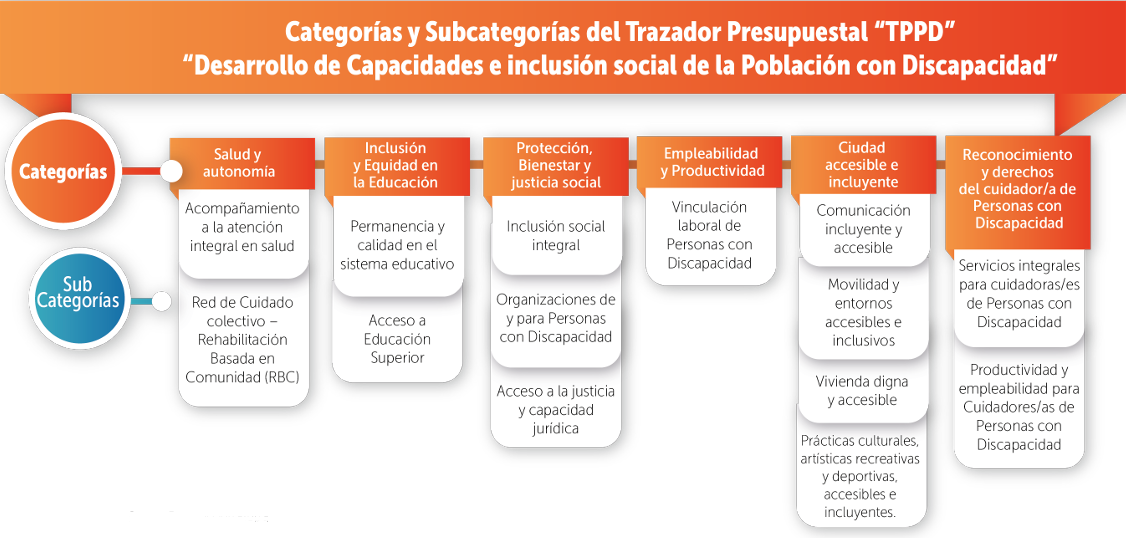 Categorías y Subcategorías del Trazador Presupuestal “TPPD”
“Desarrollo de Capacidades e inclusión social de la Población con Discapacidad”
Categorías
Salud y
autonomía
Inclusión
y Equidad en
la Educación
Protección,
Bienestar y
justicia social
Empleabilidad
y Productividad
Ciudad
accesible e
incluyente
Reconocimiento
y derechos
del cuidador/a de
Personas con
Discapacidad
Sub
Categorías
Acompañamiento
a la atención
integral en salud
Red de Cuidado
colectivo –
Rehabilitación
Basada en
Comunidad (RBC)
Permanencia y
calidad en el
sistema educativo
Acceso a
Educación
Superior
Inclusión social
integral
Organizaciones de
y para Personas
con Discapacidad
Acceso a la justicia
y capacidad
jurídica
Vinculación
laboral de
Personas con
Discapacidad
Comunicación
incluyente y
accesible
Movilidad y
entornos
accesibles e
inclusivos
Vivienda digna
y accesible
Prácticas culturales,
artísticas recreativas
y deportivas,
accesibles e
incluyentes.
Servicios integrales
para cuidadoras/es
de Personas con
Discapacidad
Productividad y
empleabilidad para
Cuidadores/as de
Personas con
Discapacidad